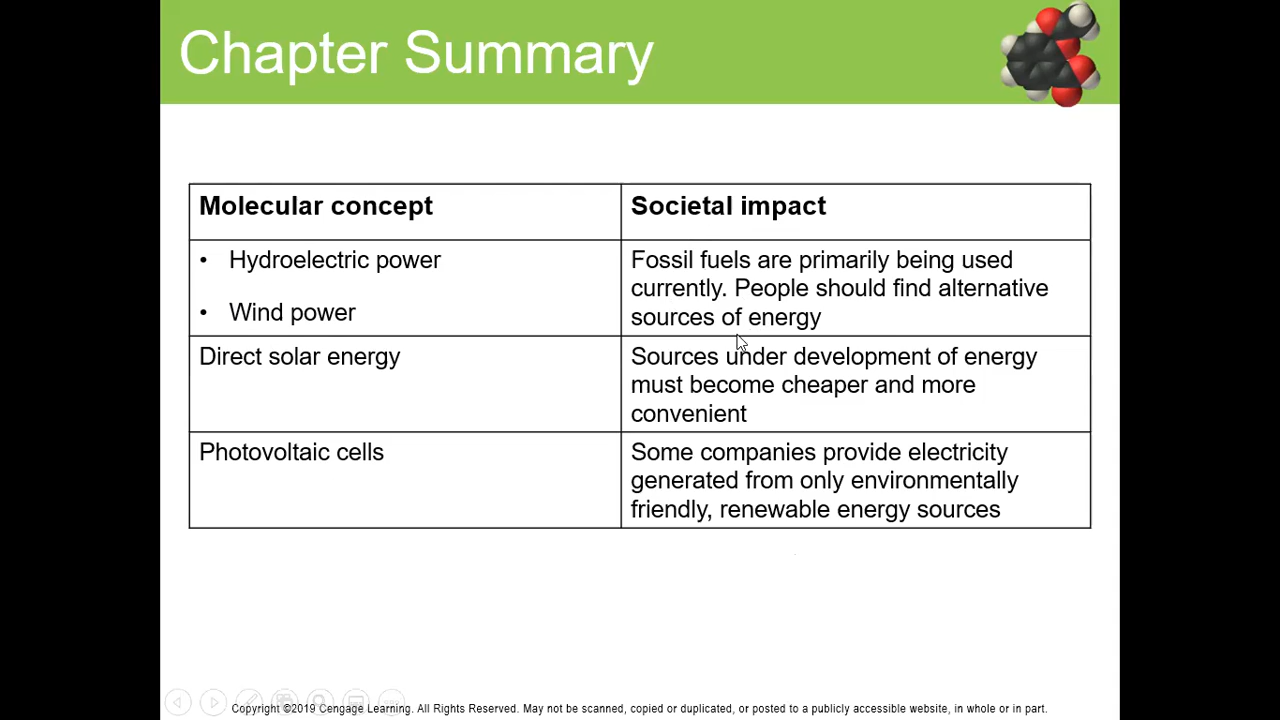 Chapter Summary
Molecular concept
Societal impact
• Hydroelectric power
• Wind power
Fossil fuels are primarily being used
currently. People should find alternative
sources of energy
Direct solar energy
Sources under development of energy
must become cheaper and more
convenient
Photovoltaic cells
Some companies provide electricity
generated from only environmentally
friendly, renewable energy sources
Copyright ©2019 Cengage Learning. All Rights Reserved. May not be scanned, copied or duplicated, or posted to a publicly accessible website, in whole or in part.